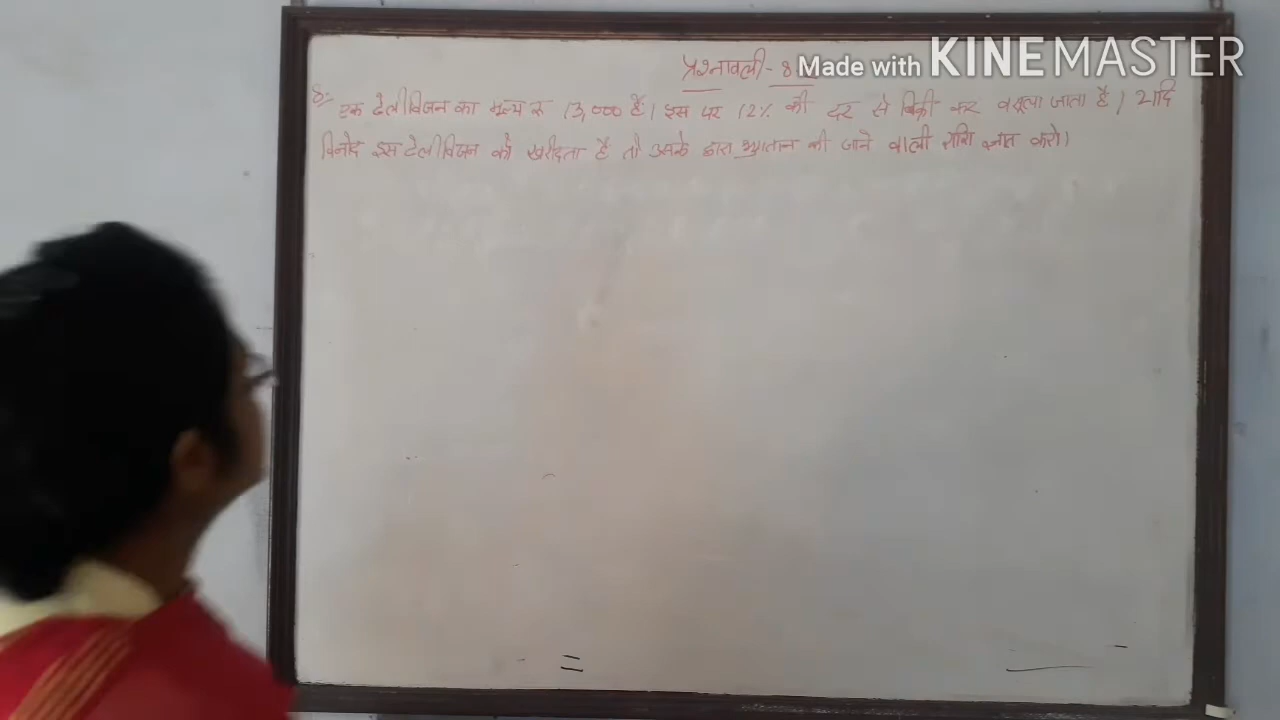 प्रश्नावली - 8
Made with KINEMASTER
8:- एक टेलीविजन का मूल्य रु 13,000 है। इस पर 12% की दर से बिक्री कर वसूला जाता है। यदि
विनोद इस टेलीविजन को खरीदता है तो उसके द्वारा भुगतान की जाने वाली राशि ज्ञात करो।